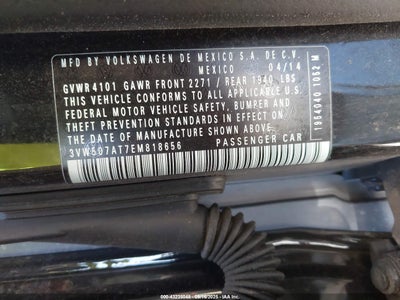 MFD BY VOLKSWAGEN DE MEXICO S.A. DE C.V.
MEXICO 04/14
GVWR4101 GAWR FRONT 2271 / REAR 1940 LBS
THIS VEHICLE CONFORMS TO ALL APPLICABLE U.S.
FEDERAL MOTOR VEHICLE SAFETY, BUMPER AND
THEFT PREVENTION STANDARDS IN EFFECT ON
THE DATE OF MANUFACTURE SHOWN ABOVE.
3VW507AT7EM818656 PASSENGER CAR